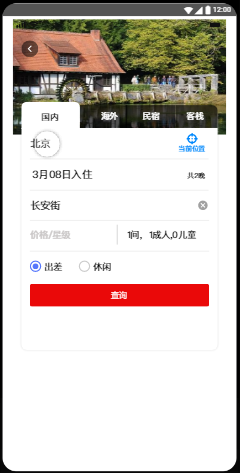 12:00
国内 海外 民宿 客栈
北京 当前位置
3月08日入住 共2晚
长安街
价格/星级 1间，1成人,0儿童
出差 休闲
查询